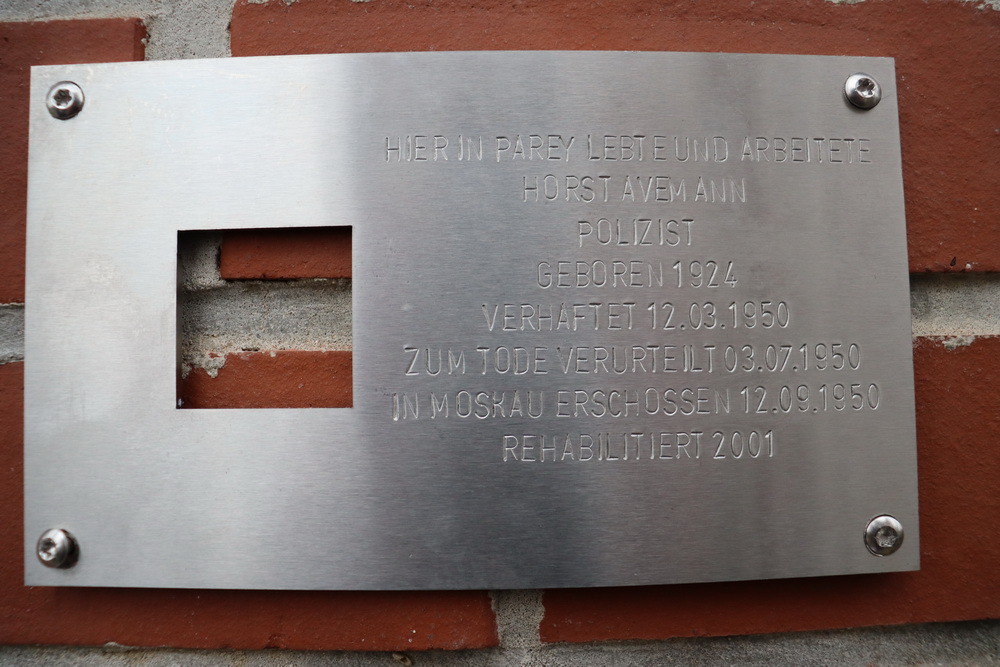 HIER IN PAREY LEBTE UND ARBEITETE
HORST AVEMANN
POLIZIST
GEBOREN 1924
VERHAFTET 12.03.1950
ZUM TODE VERURTEILT 03.07.1950
IN MOSKAU ERSCHOSSEN 12.09.1950
REHABILITIERT 2001